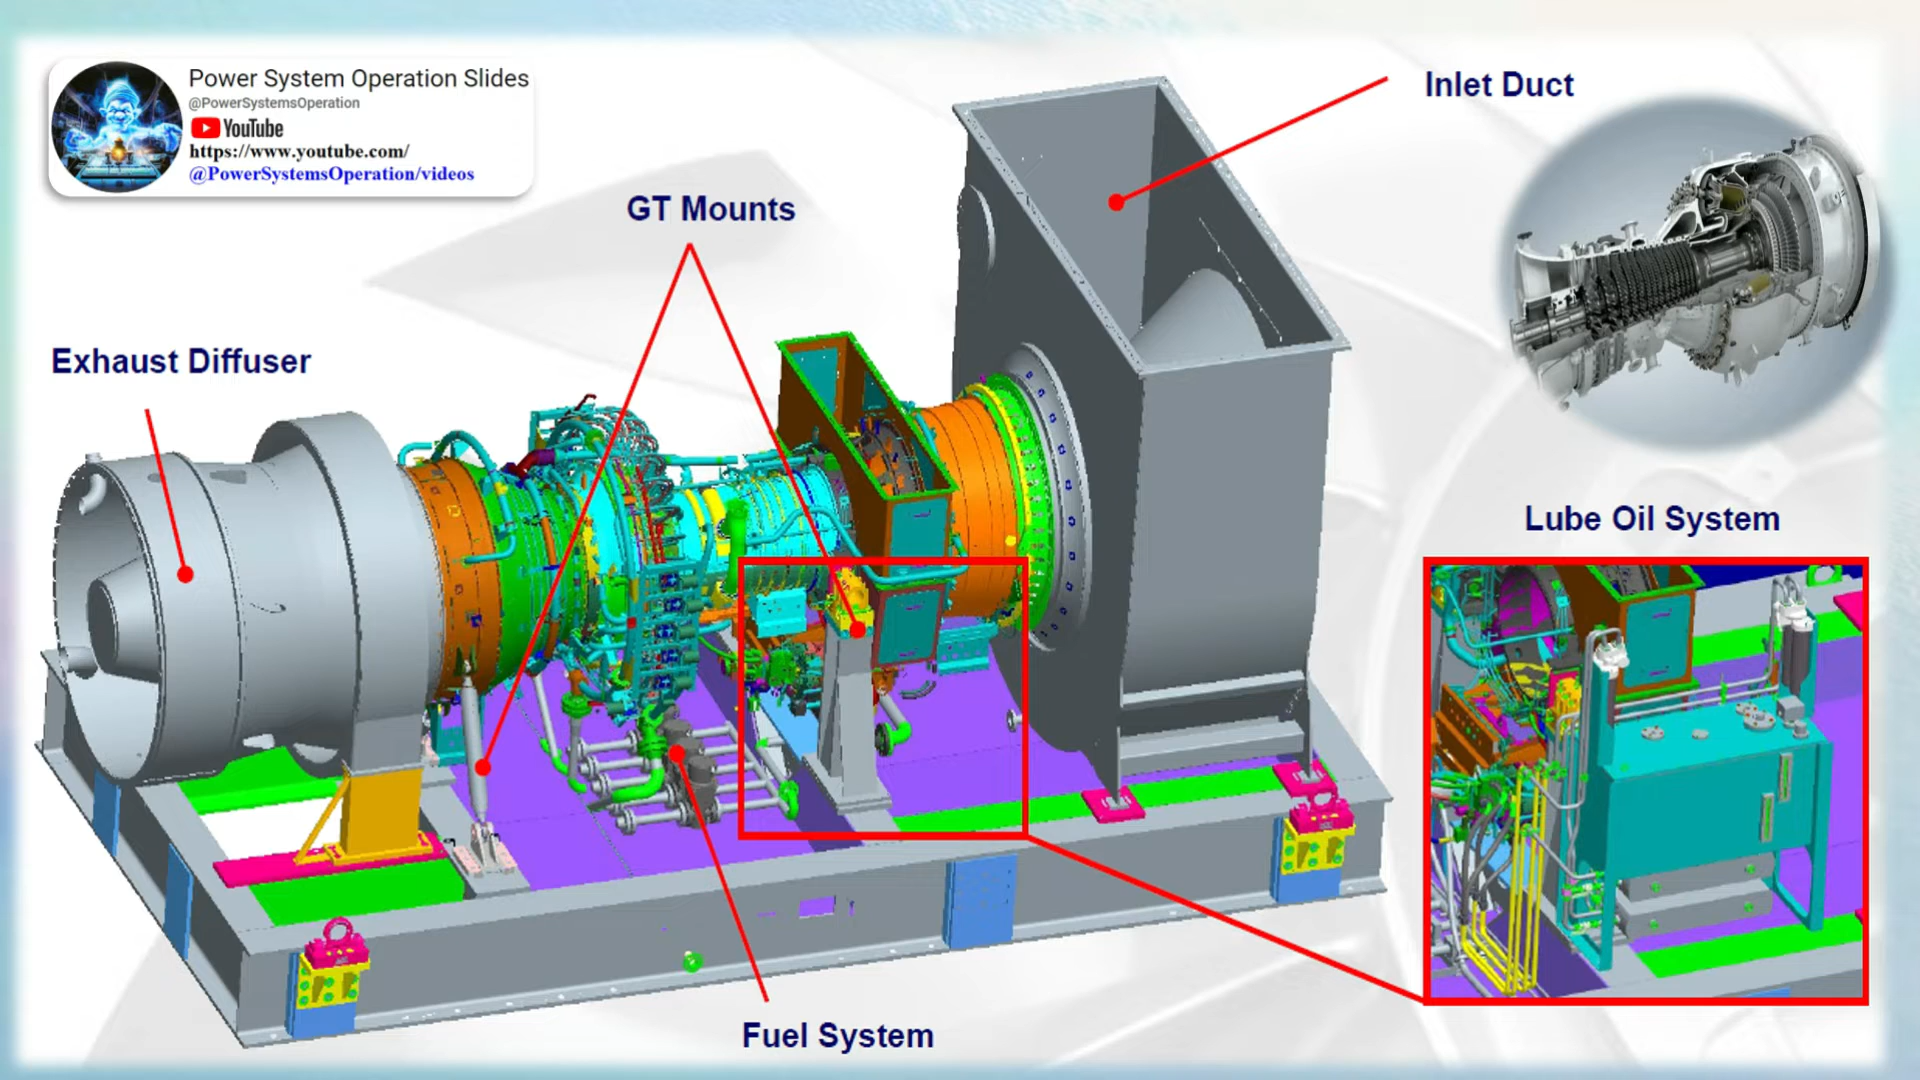 Power System Operation Slides
@PowerSystemsOperation
YouTube
https://www.youtube.com/
@PowerSystemsOperation/videos
Inlet Duct
GT Mounts
Exhaust Diffuser
Lube Oil System
Fuel System